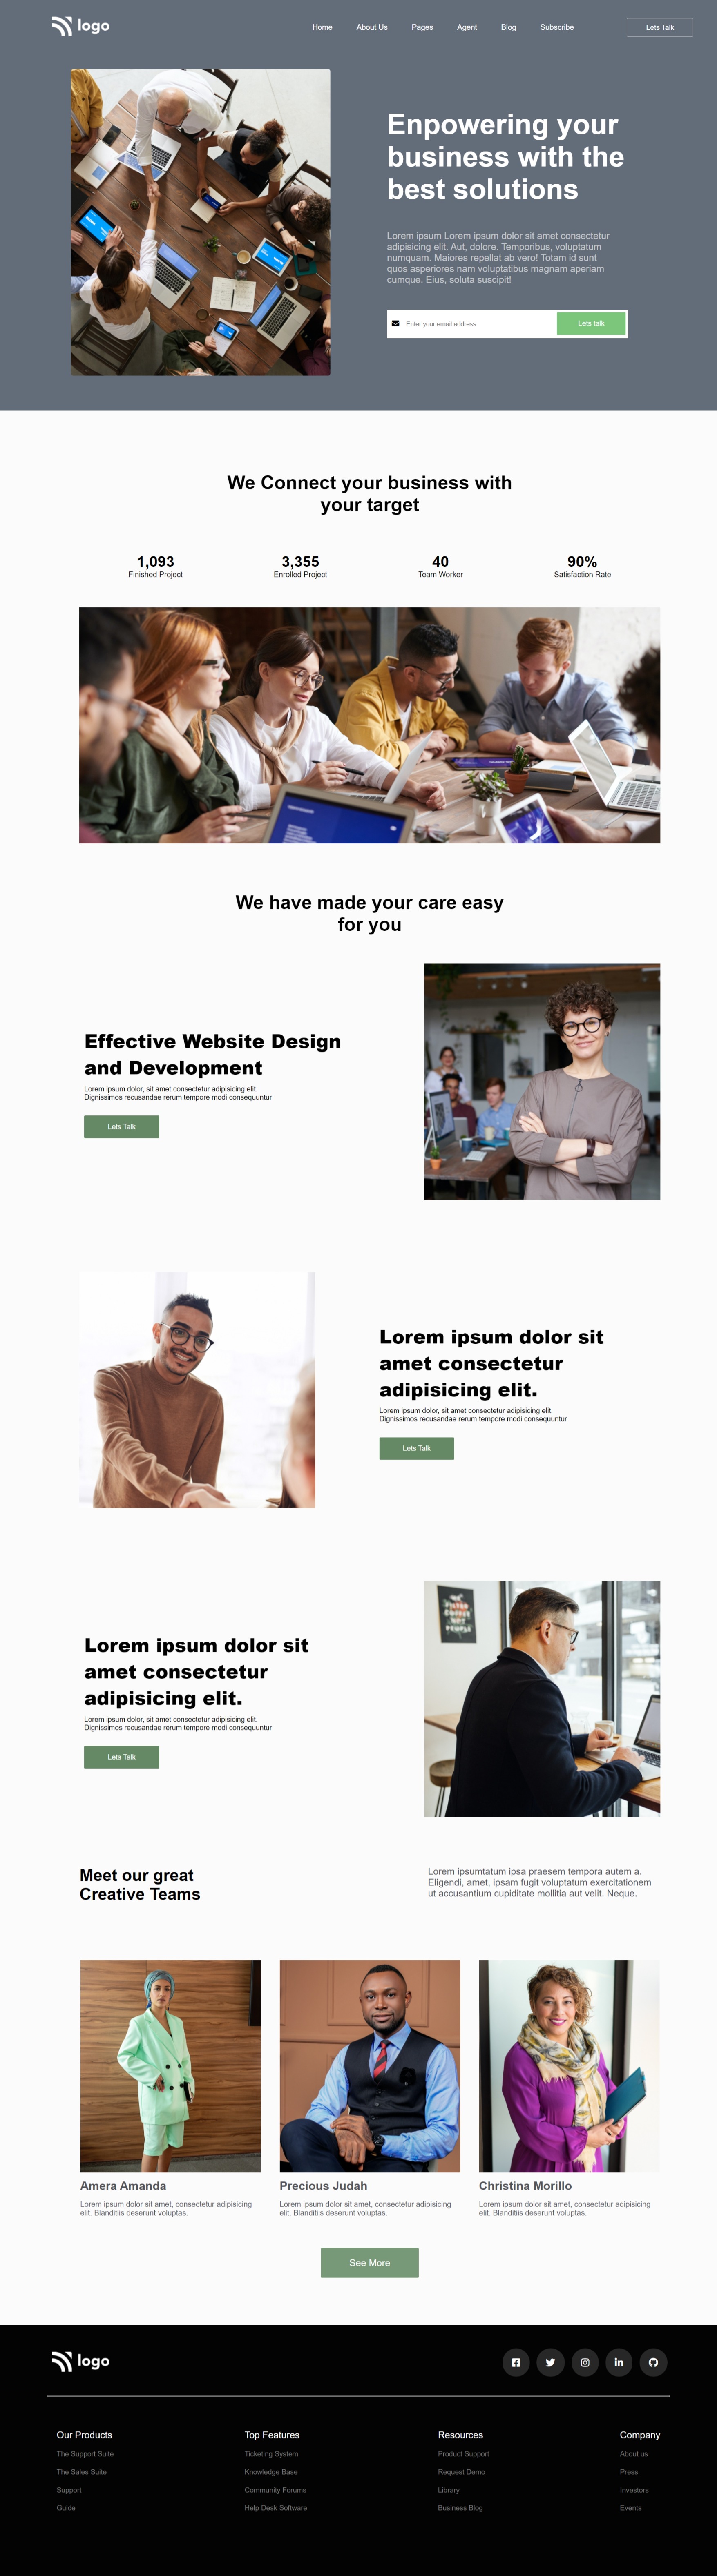 logo
Home About Us Pages Agent Blog Subscribe Lets Talk
Enpowering your
business with the
best solutions
Lorem ipsum Lorem ipsum dolor sit amet consectetur
adipisicing elit. Aut, dolore. Temporibus, voluptatum
numquam. Maiores repellat ab vero! Totam id sunt
quos asperiores nam voluptatibus magnam aperiam
cumque. Eius, soluta suscipit!
Enter your email address Lets talk
We Connect your business with
your target
1,093 3,355 40 90%
Finished Project Enrolled Project Team Worker Satisfaction Rate
We have made your care easy
for you
Effective Website Design
and Development
Lorem ipsum dolor, sit amet consectetur adipisicing elit.
Dignissimos recusandae rerum tempore modi consequuntur
Lets Talk
Lorem ipsum dolor sit
amet consectetur
adipisicing elit.
Lorem ipsum dolor, sit amet consectetur adipisicing elit.
Dignissimos recusandae rerum tempore modi consequuntur
Lets Talk
Lorem ipsum dolor sit
amet consectetur
adipisicing elit.
Lorem ipsum dolor, sit amet consectetur adipisicing elit.
Dignissimos recusandae rerum tempore modi consequuntur
Lets Talk
Meet our great
Creative Teams
Lorem ipsumtatum ipsa praesem tempora autem a.
Eligendi, amet, ipsam fugit voluptatum exercitationem
ut accusantium cupiditate mollitia aut velit. Neque.
Amera Amanda
Lorem ipsum dolor sit amet, consectetur adipisicing
elit. Blanditiis deserunt voluptas.
Precious Judah
Lorem ipsum dolor sit amet, consectetur adipisicing
elit. Blanditiis deserunt voluptas.
Christina Morillo
Lorem ipsum dolor sit amet, consectetur adipisicing
elit. Blanditiis deserunt voluptas.
See More
logo
Our Products
The Support Suite
The Sales Suite
Support
Guide
Top Features
Ticketing System
Knowledge Base
Community Forums
Help Desk Software
Resources
Product Support
Request Demo
Library
Business Blog
Company
About us
Press
Investors
Events